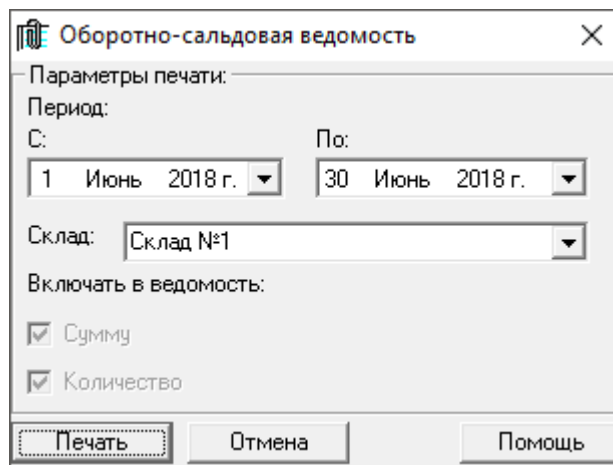 Оборотно-сальдовая ведомость
Параметры печати:
Период:
С: По:
1 Июнь 2018 г. 30 Июнь 2018 г.
Склад: Склад №1
Включать в ведомость:
Сумму
Количество
Печать Отмена Помощь